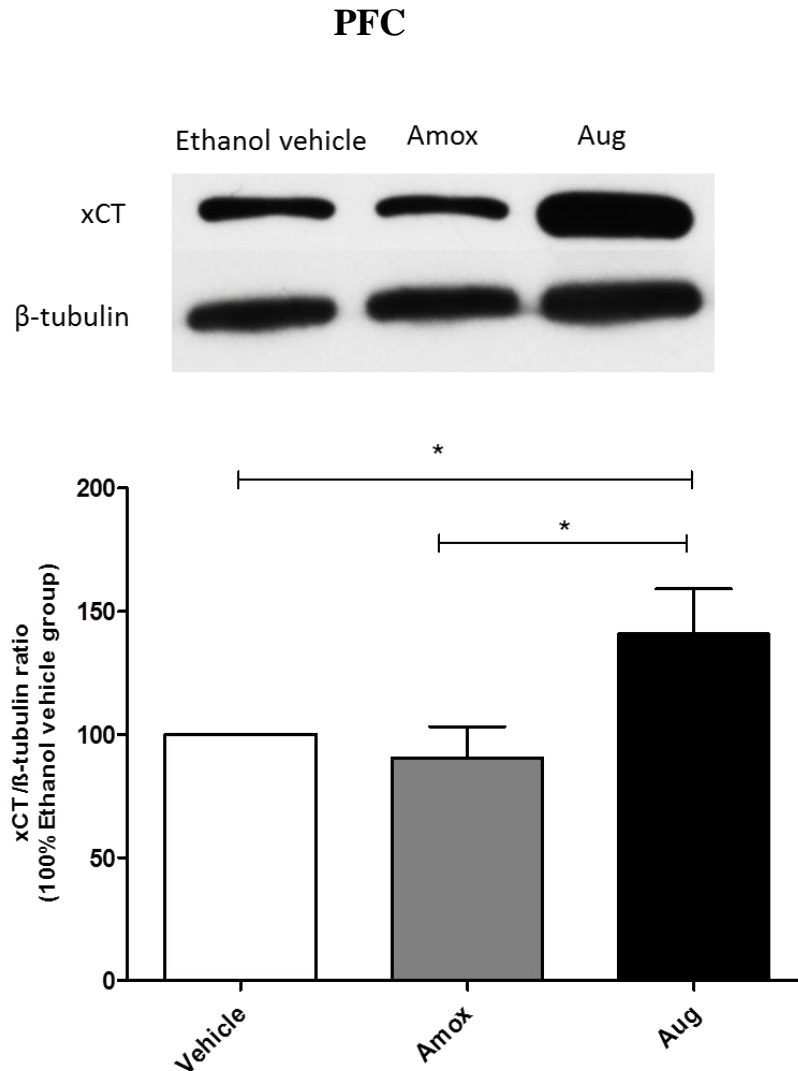 PFC
Ethanol vehicle Amox Aug
xCT
β-tubulin
*
*
200
150
100
50
0
xCT/ß-tubulin ratio
(100% Ethanol vehicle group)
Vehicle Amox Aug